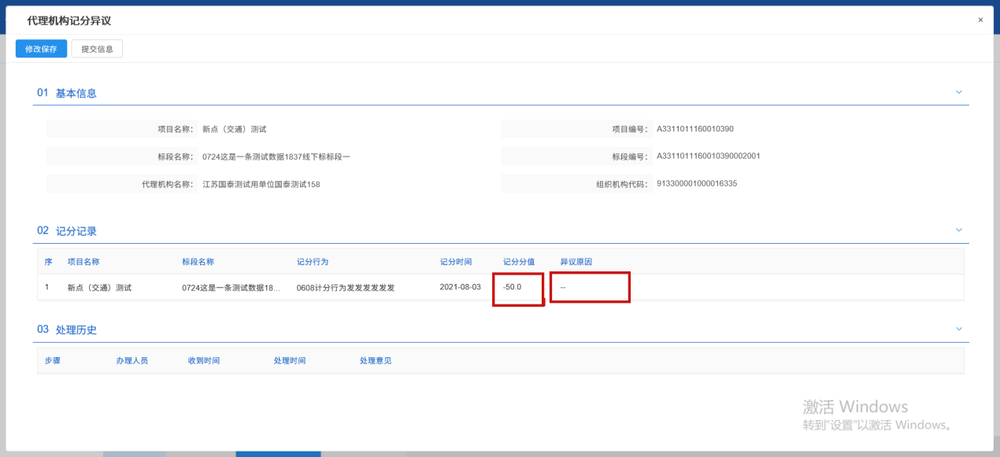 代理机构记分异议
×
修改保存 提交信息
01 基本信息
项目名称： 新点（交通）测试 项目编号： A3311011160010390
标段名称： 0724这是一条测试数据1837线下标标段一 标段编号： A3311011160010390002001
代理机构名称： 江苏国泰测试用单位国泰测试158 组织机构代码： 913300001000016335
02 记分记录
序 项目名称 标段名称 记分行为 记分时间 记分分值 异议原因
1 新点（交通）测试 0724这是一条测试数据18... 0608计分行为发发发发发发发 2021-08-03 -50.0 --
03 处理历史
步骤 办理人员 收到时间 处理时间 处理意见
激活 Windows
转到"设置"以激活 Windows。